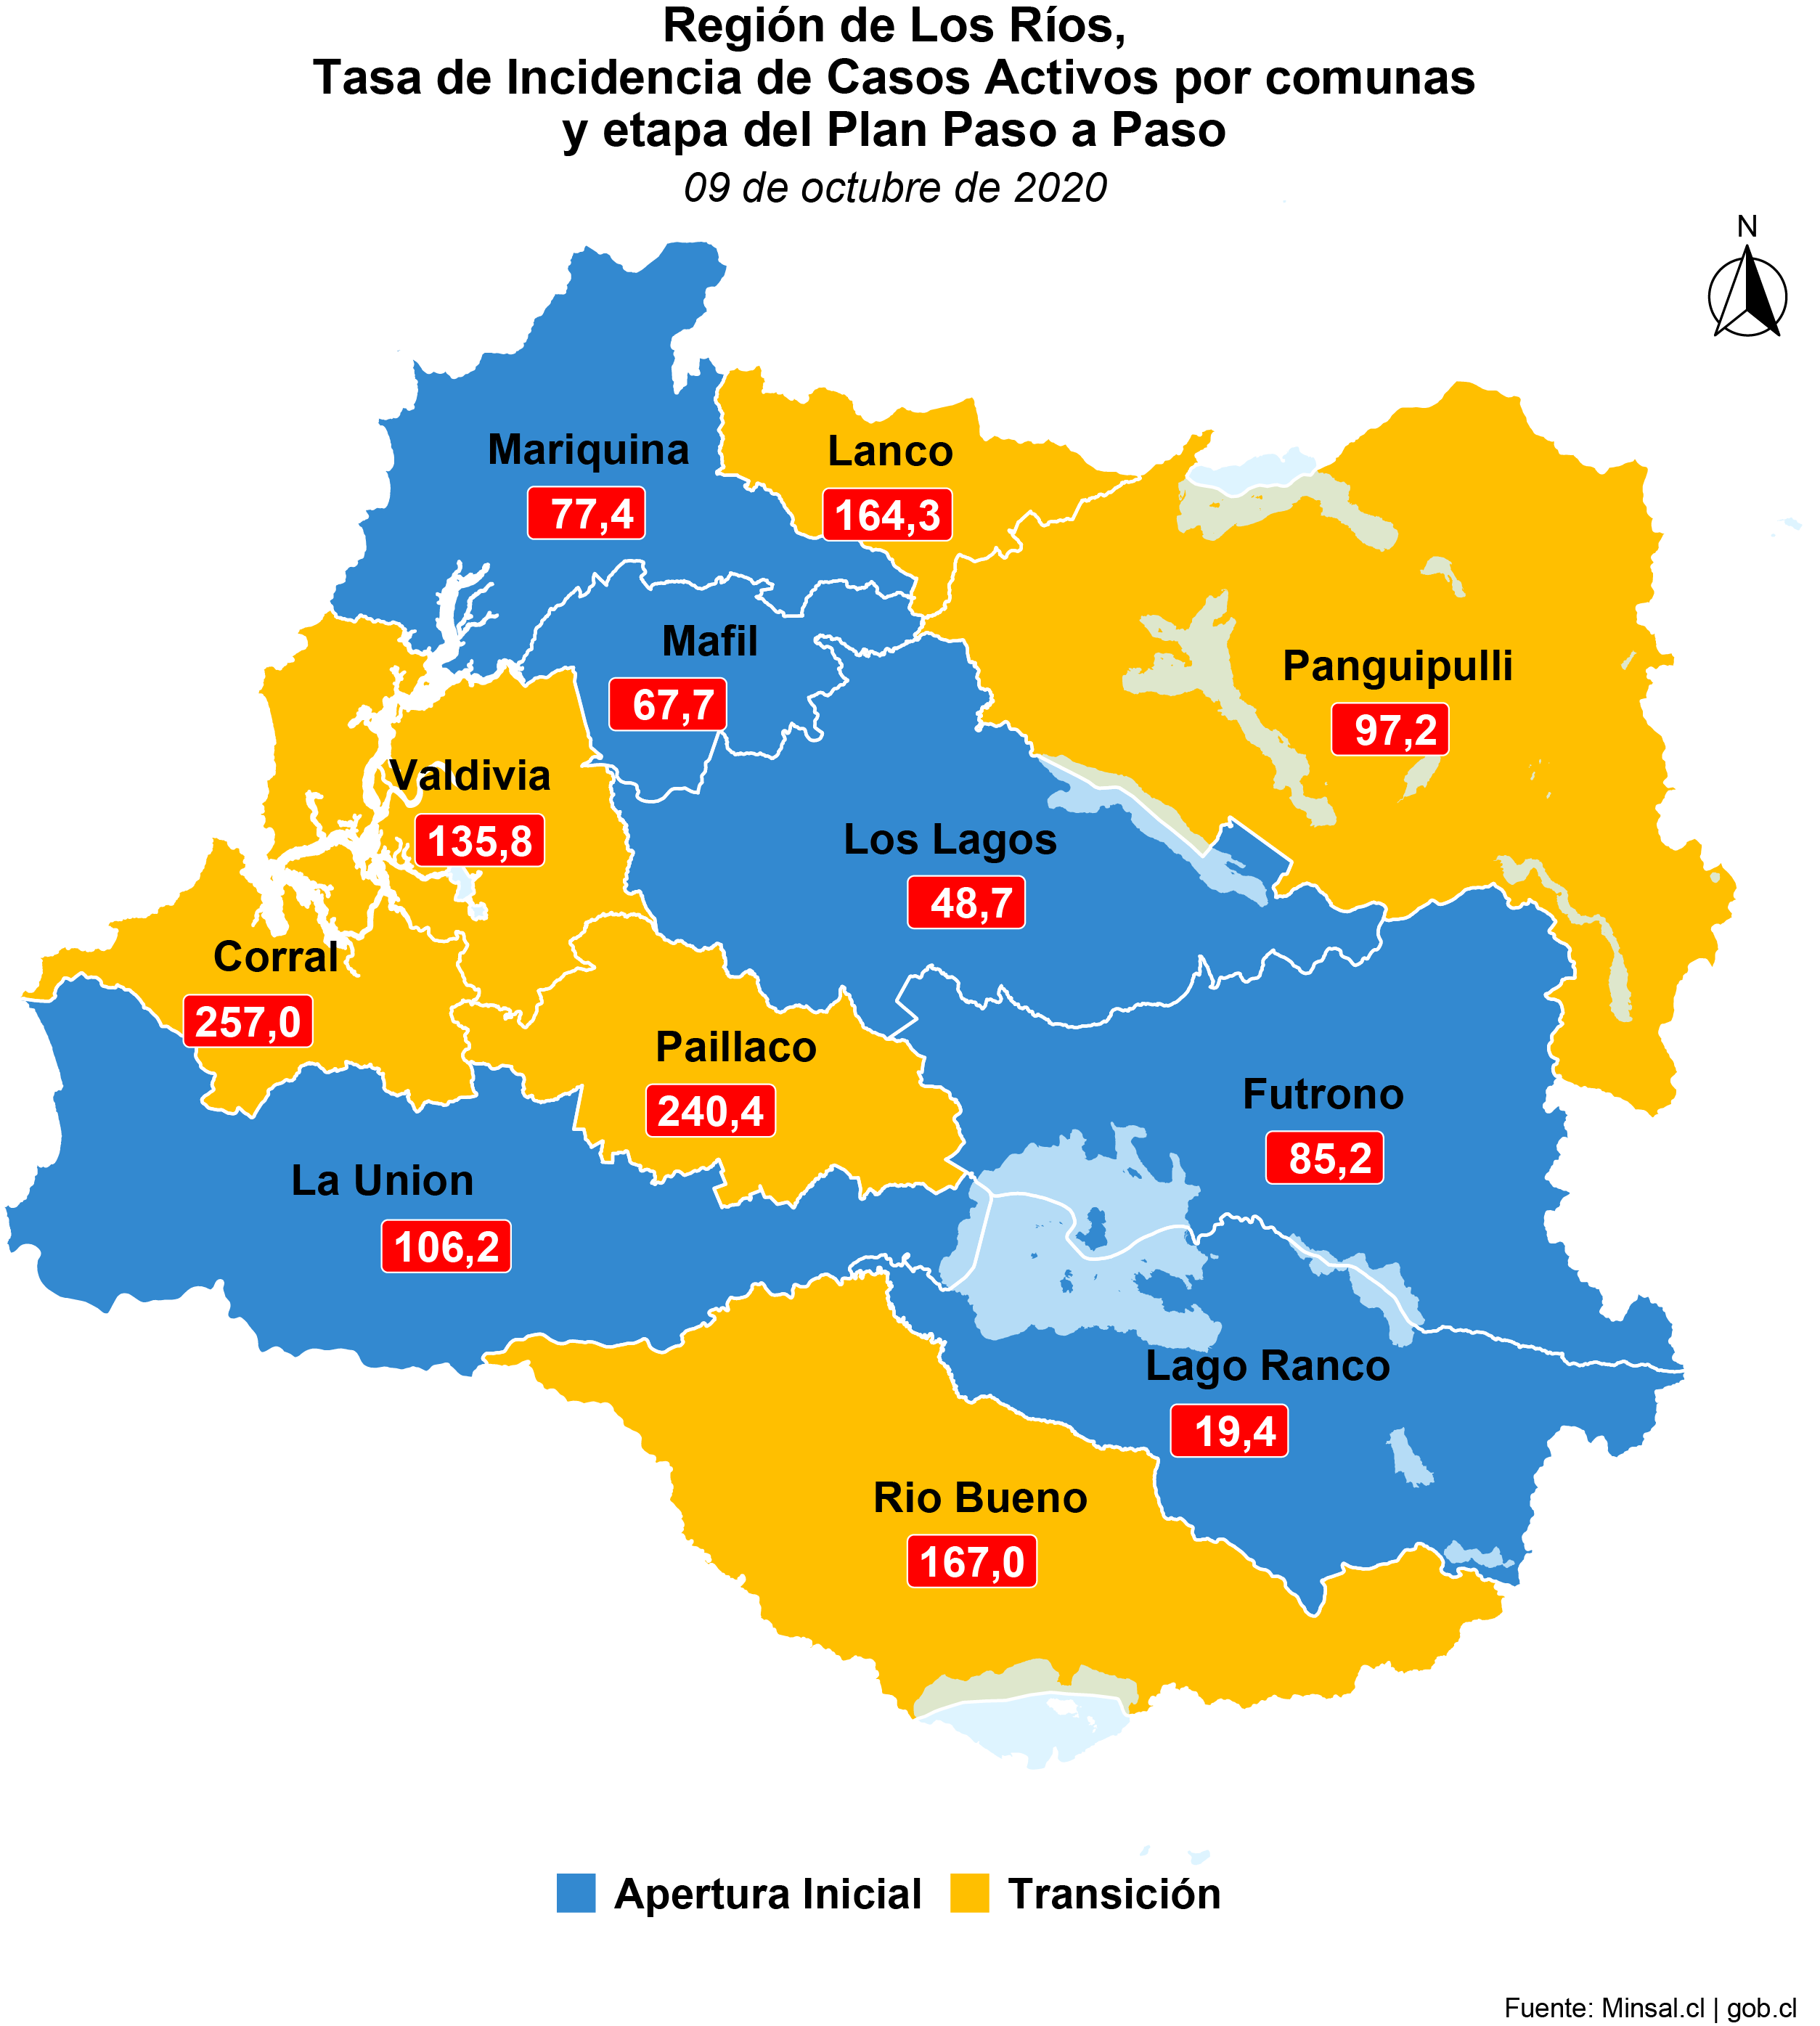 Región de Los Ríos,
Tasa de Incidencia de Casos Activos por comunas
y etapa del Plan Paso a Paso
09 de octubre de 2020
N
Mariquina
77,4
Lanco
164,3
Mafil
67,7
Panguipulli
97,2
Valdivia
135,8
Los Lagos
48,7
Corral
257,0
Paillaco
240,4
Futrono
85,2
La Union
106,2
Lago Ranco
19,4
Rio Bueno
167,0
Apertura Inicial
Transición
Fuente: Minsal.cl | gob.cl